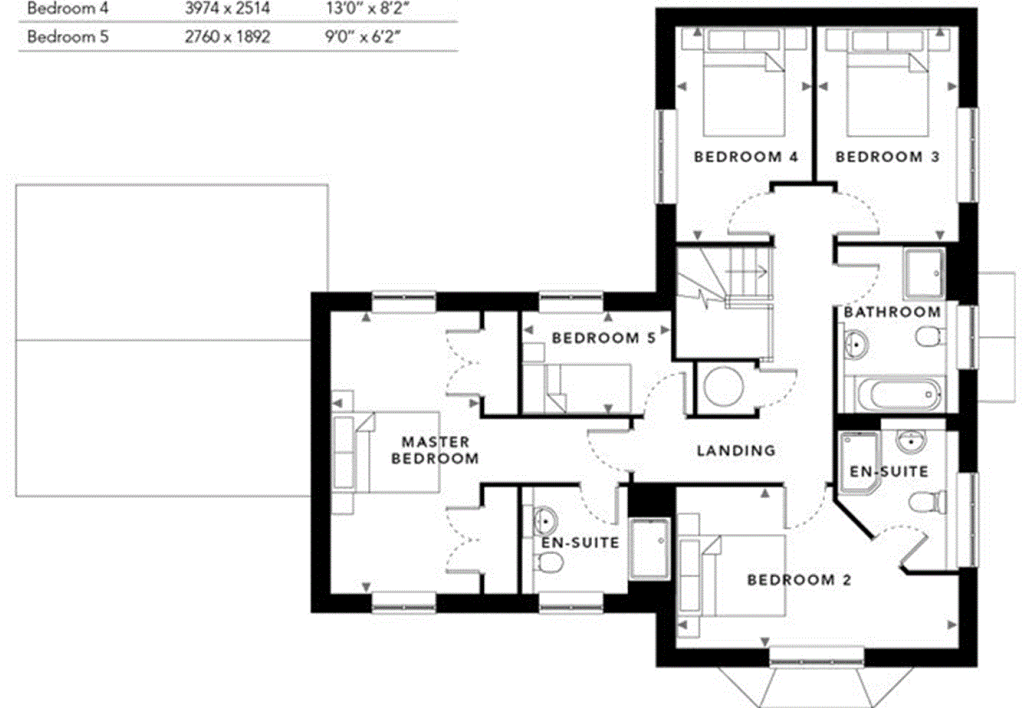 Bedroom 4 3974 x 2514 13'0" x 8'2"
Bedroom 5 2760 x 1892 9'0" x 6'2"
BEDROOM 4
BEDROOM 3
BATHROOM
BEDROOM 5
MASTER
BEDROOM
LANDING
EN-SUITE
EN-SUITE
BEDROOM 2